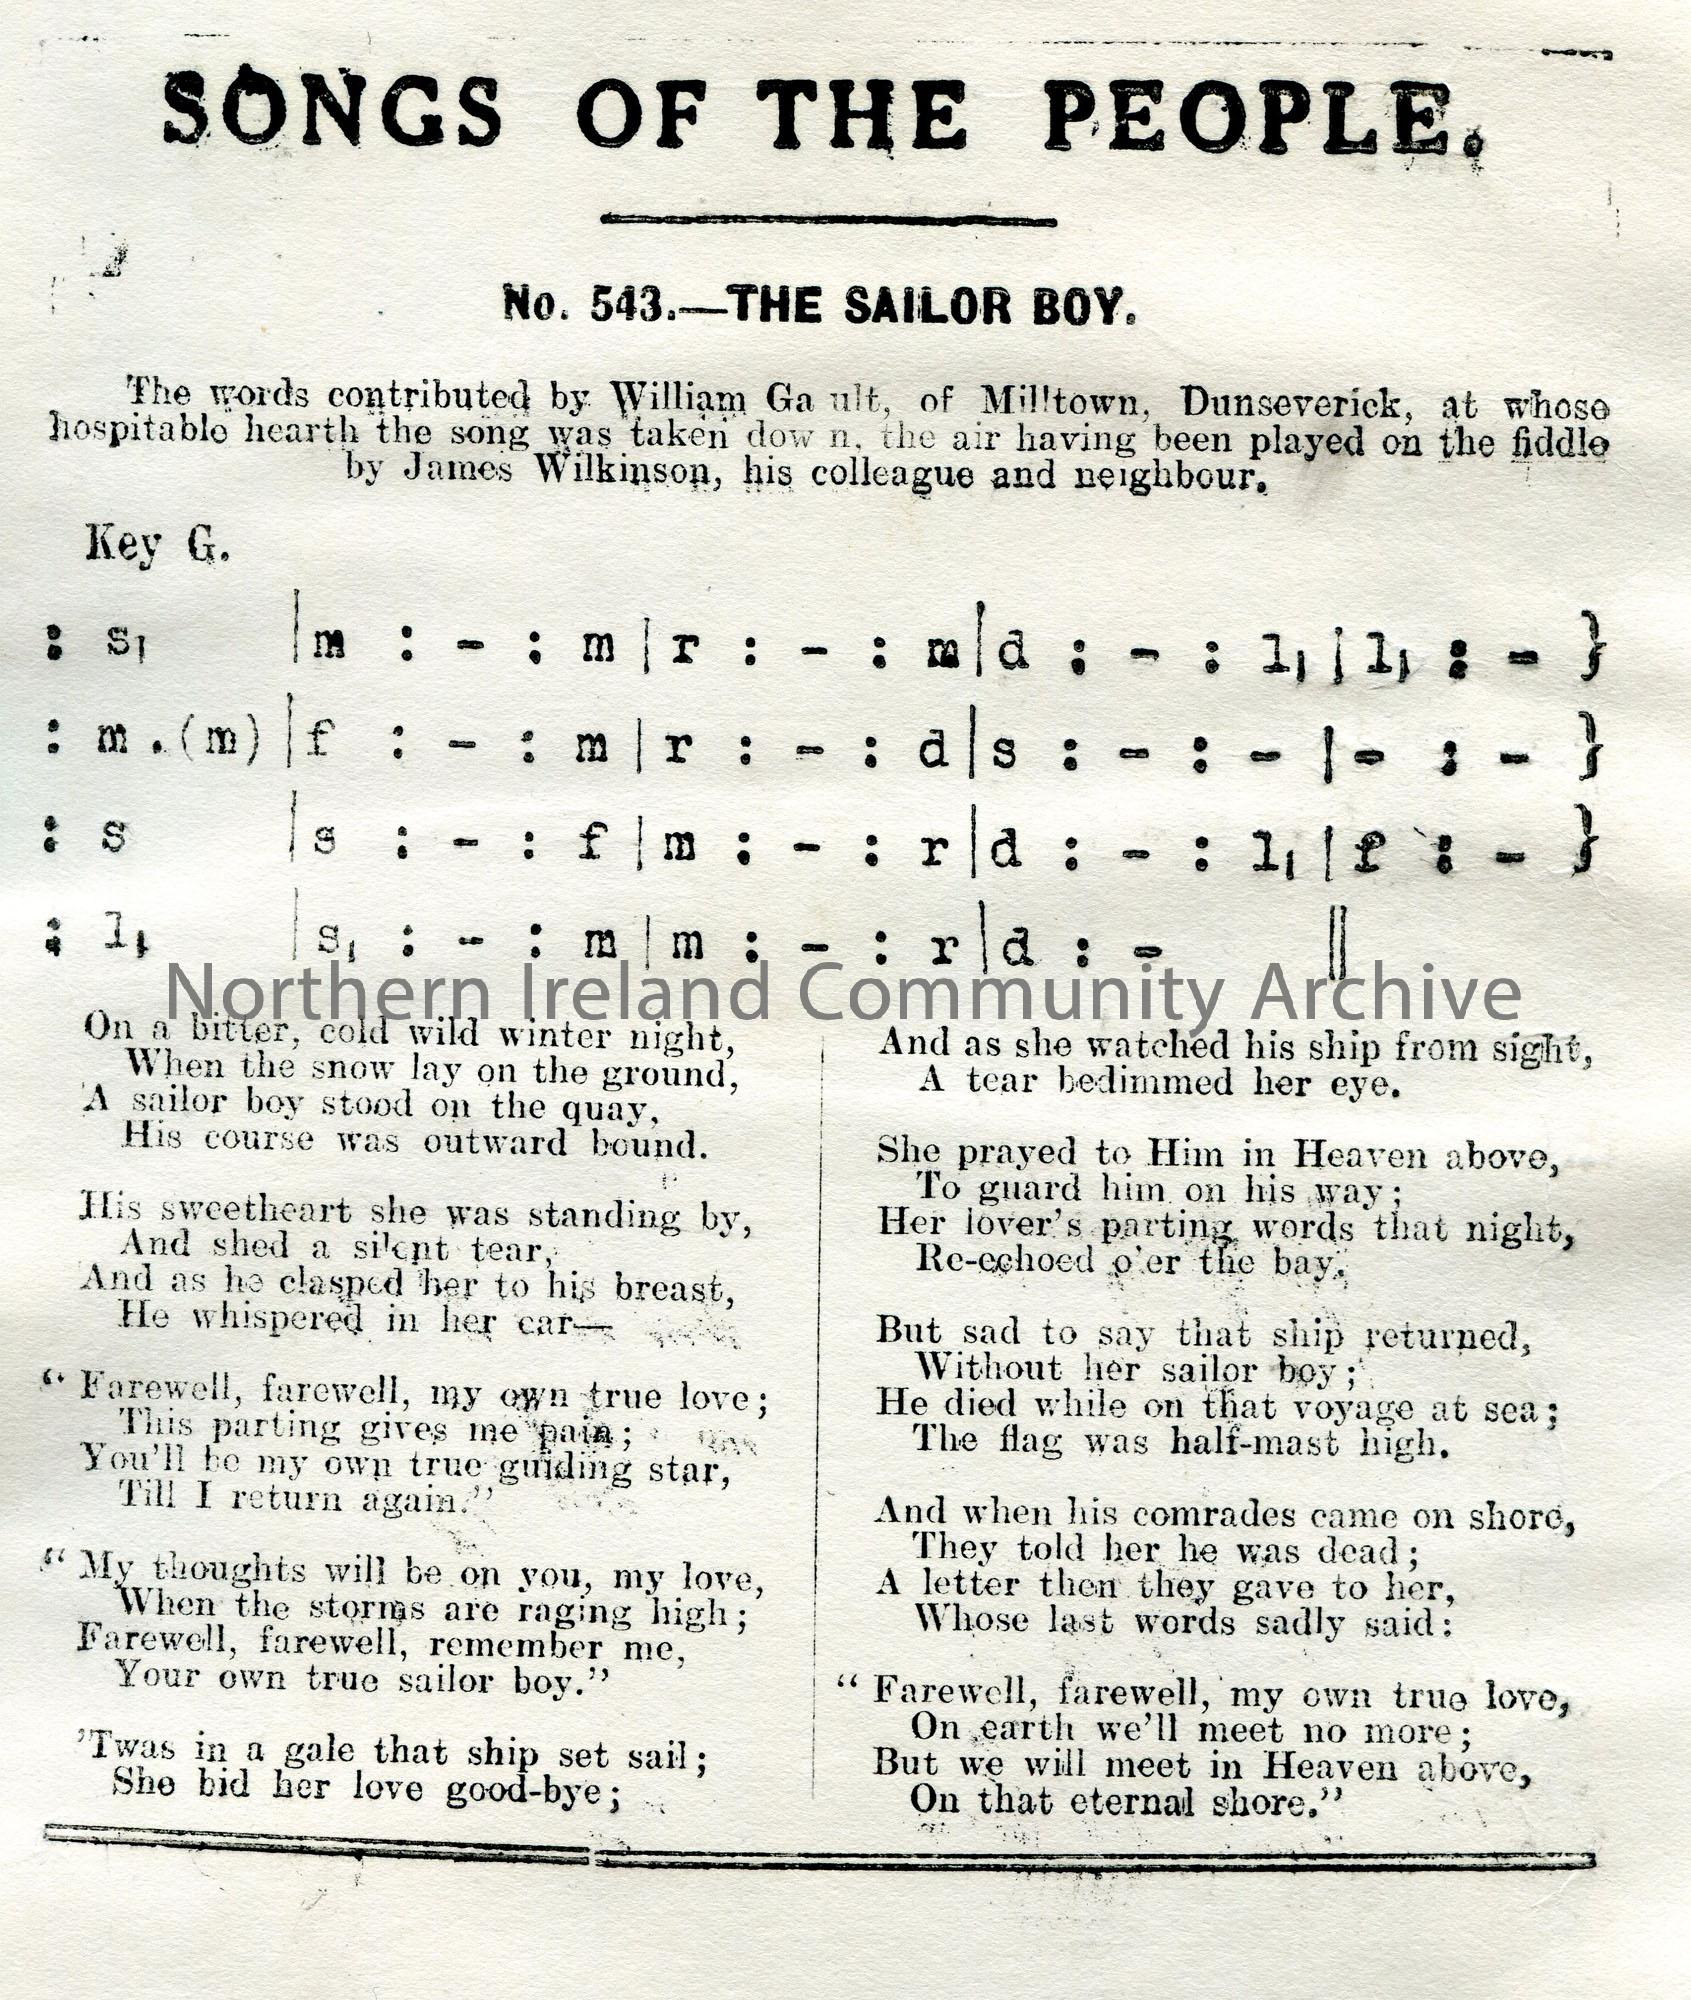 SONGS OF THE PEOPLE.
No. 543.—THE SAILOR BOY.
The words contributed by William Gault, of Milltown, Dunseverick, at whose
hospitable hearth the song was taken down, the air having been played on the fiddle
by James Wilkinson, his colleague and neighbour.
Key G.
: s₁ | m : - : m | r : - : m | d : - : l₁ | l₁ : - }
: m .(m) | f : - : m | r : - : d | s : - : - | - : - }
: s | s : - : f | m : - : r | d : - : l₁ | f : - }
: l₁ | s₁ : - : m | m : - : r | d : - ||
Northern Ireland Community Archive
On a bitter, cold wild winter night,
When the snow lay on the ground,
A sailor boy stood on the quay,
His course was outward bound.
His sweetheart she was standing by,
And shed a silent tear,
And as he clasped her to his breast,
He whispered in her ear—
“ Farewell, farewell, my own true love;
This parting gives me pain;
You'll be my own true guiding star,
Till I return again.”
“ My thoughts will be on you, my love,
When the storms are raging high;
Farewell, farewell, remember me,
Your own true sailor boy.”
'Twas in a gale that ship set sail;
She bid her love good-bye;
And as she watched his ship from sight,
A tear bedimmed her eye.
She prayed to Him in Heaven above,
To guard him on his way;
Her lover's parting words that night,
Re-echoed o'er the bay.
But sad to say that ship returned,
Without her sailor boy;
He died while on that voyage at sea;
The flag was half-mast high.
And when his comrades came on shore,
They told her he was dead;
A letter then they gave to her,
Whose last words sadly said:
“ Farewell, farewell, my own true love,
On earth we'll meet no more;
But we will meet in Heaven above,
On that eternal shore.”